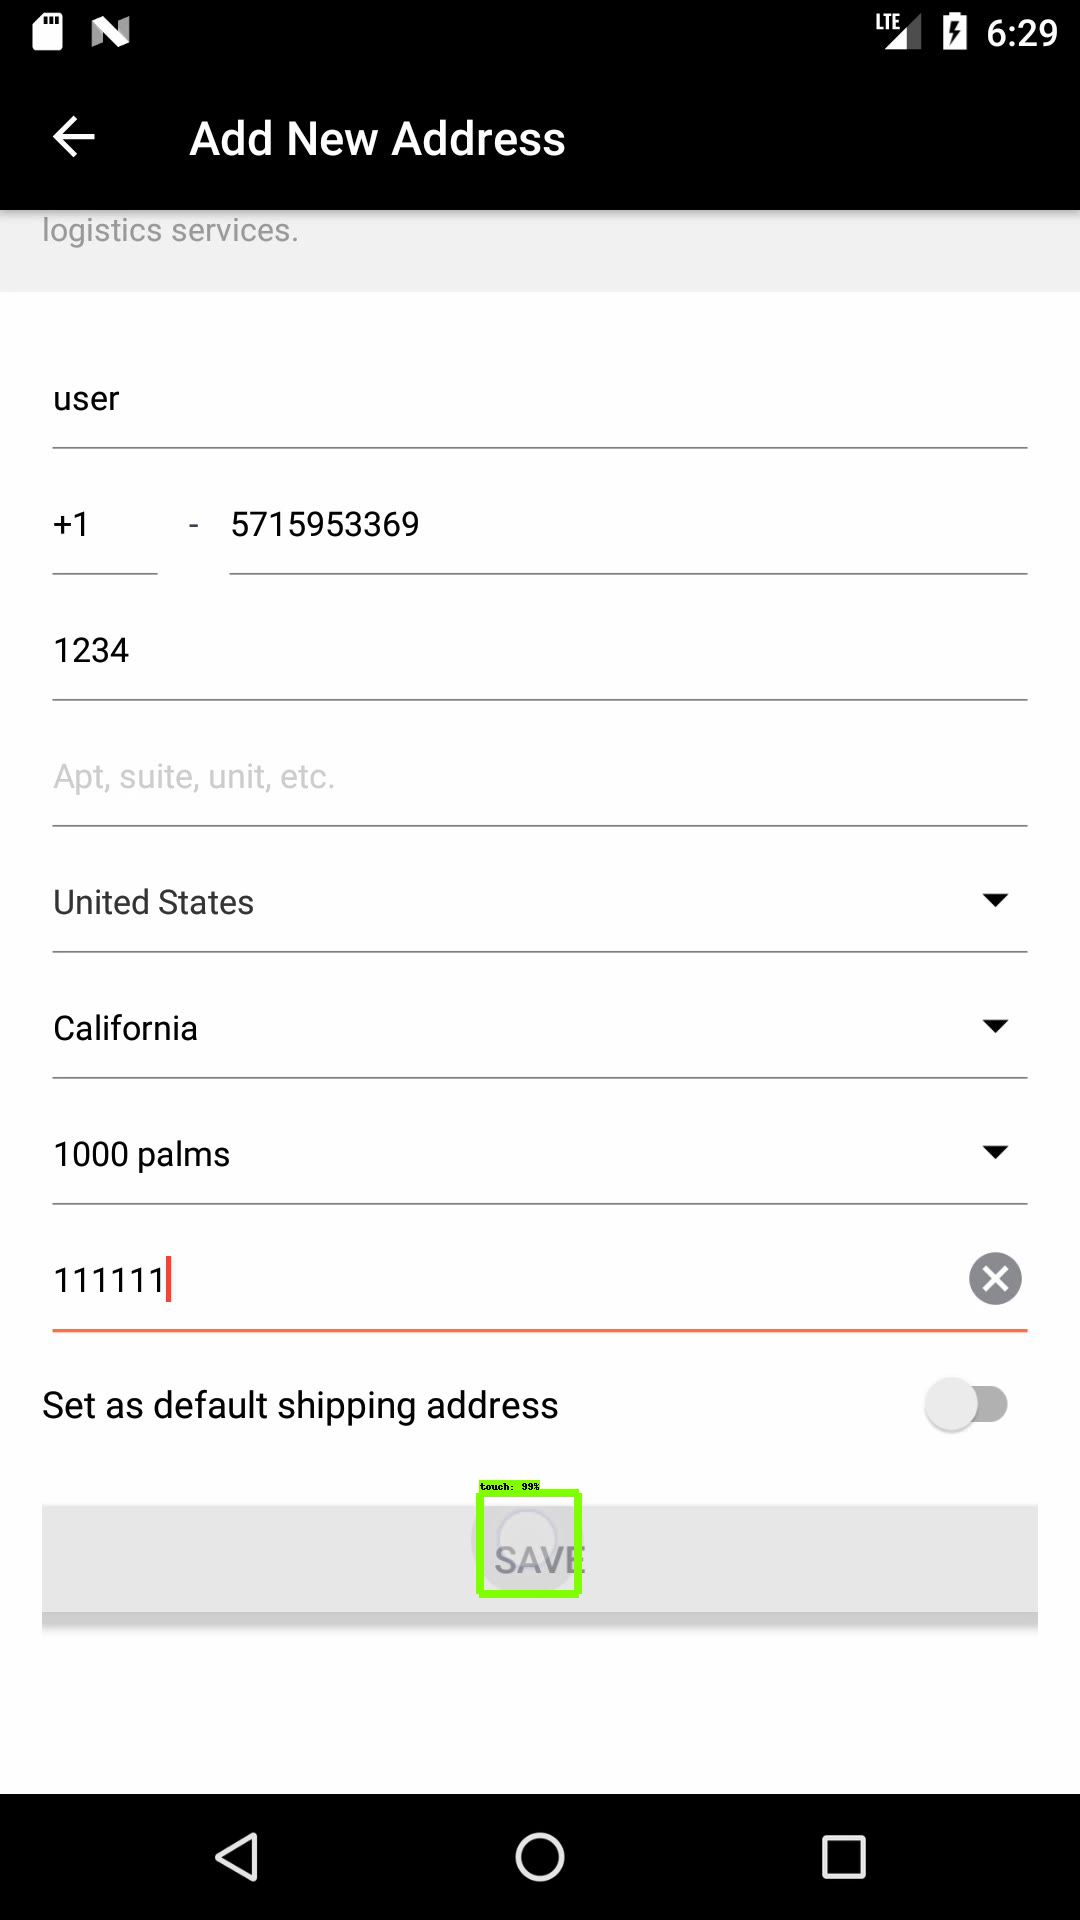 LTE 6:29
Add New Address
logistics services.
user
+1 - 5715953369
1234
Apt, suite, unit, etc.
United States
California
1000 palms
111111
Set as default shipping address
touch: 99%
SAVE